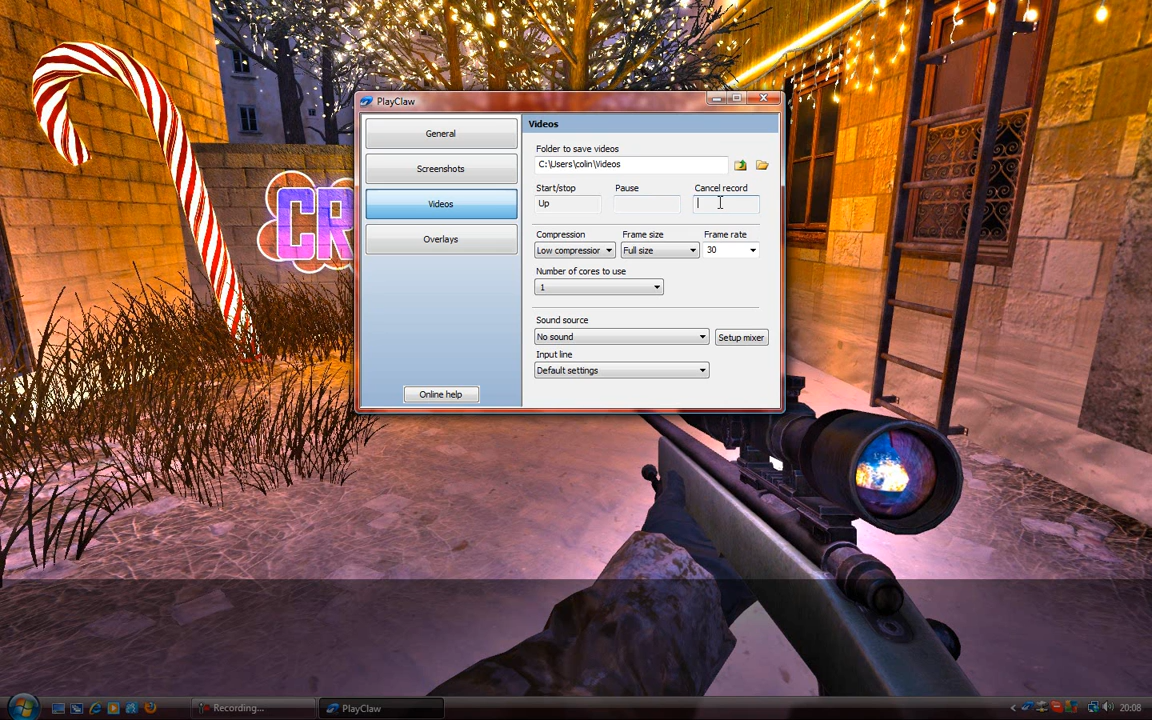 PlayClaw
General
Screenshots
Videos
Overlays
Online help
Videos
Folder to save videos
C:\Users\colin\Videos
Start/stop Pause Cancel record
Up
Compression Frame size Frame rate
Low compression Full size 30
Number of cores to use
1
Sound source
No sound Setup mixer
Input line
Default settings
CR
Recording... PlayClaw 20:08